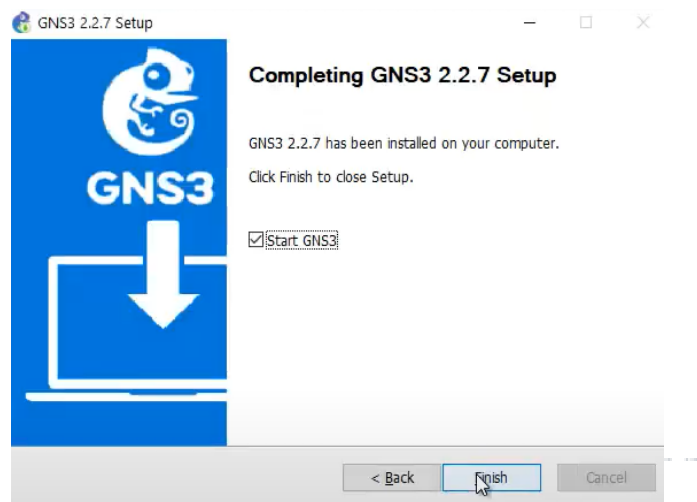 GNS3 2.2.7 Setup
Completing GNS3 2.2.7 Setup
GNS3 2.2.7 has been installed on your computer.
Click Finish to close Setup.
GNS3
Start GNS3
< Back
Finish
Cancel